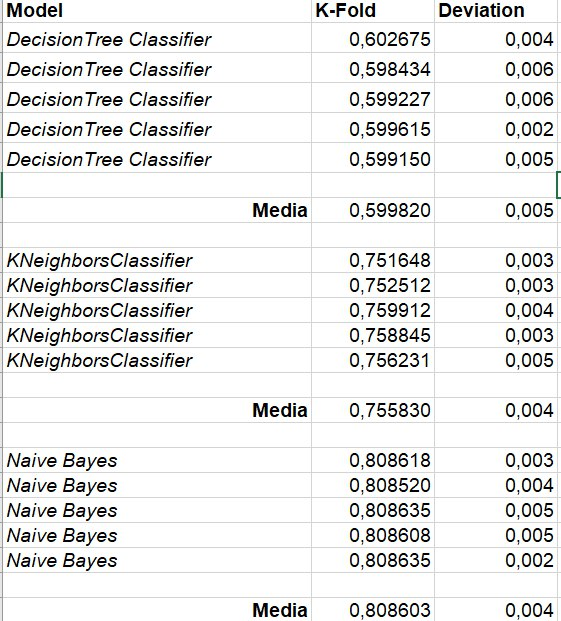 Model K-Fold Deviation
DecisionTree Classifier 0,602675 0,004
DecisionTree Classifier 0,598434 0,006
DecisionTree Classifier 0,599227 0,006
DecisionTree Classifier 0,599615 0,002
DecisionTree Classifier 0,599150 0,005
Media 0,599820 0,005
KNeighborsClassifier 0,751648 0,003
KNeighborsClassifier 0,752512 0,003
KNeighborsClassifier 0,759912 0,004
KNeighborsClassifier 0,758845 0,003
KNeighborsClassifier 0,756231 0,005
Media 0,755830 0,004
Naive Bayes 0,808618 0,003
Naive Bayes 0,808520 0,004
Naive Bayes 0,808635 0,005
Naive Bayes 0,808608 0,005
Naive Bayes 0,808635 0,002
Media 0,808603 0,004